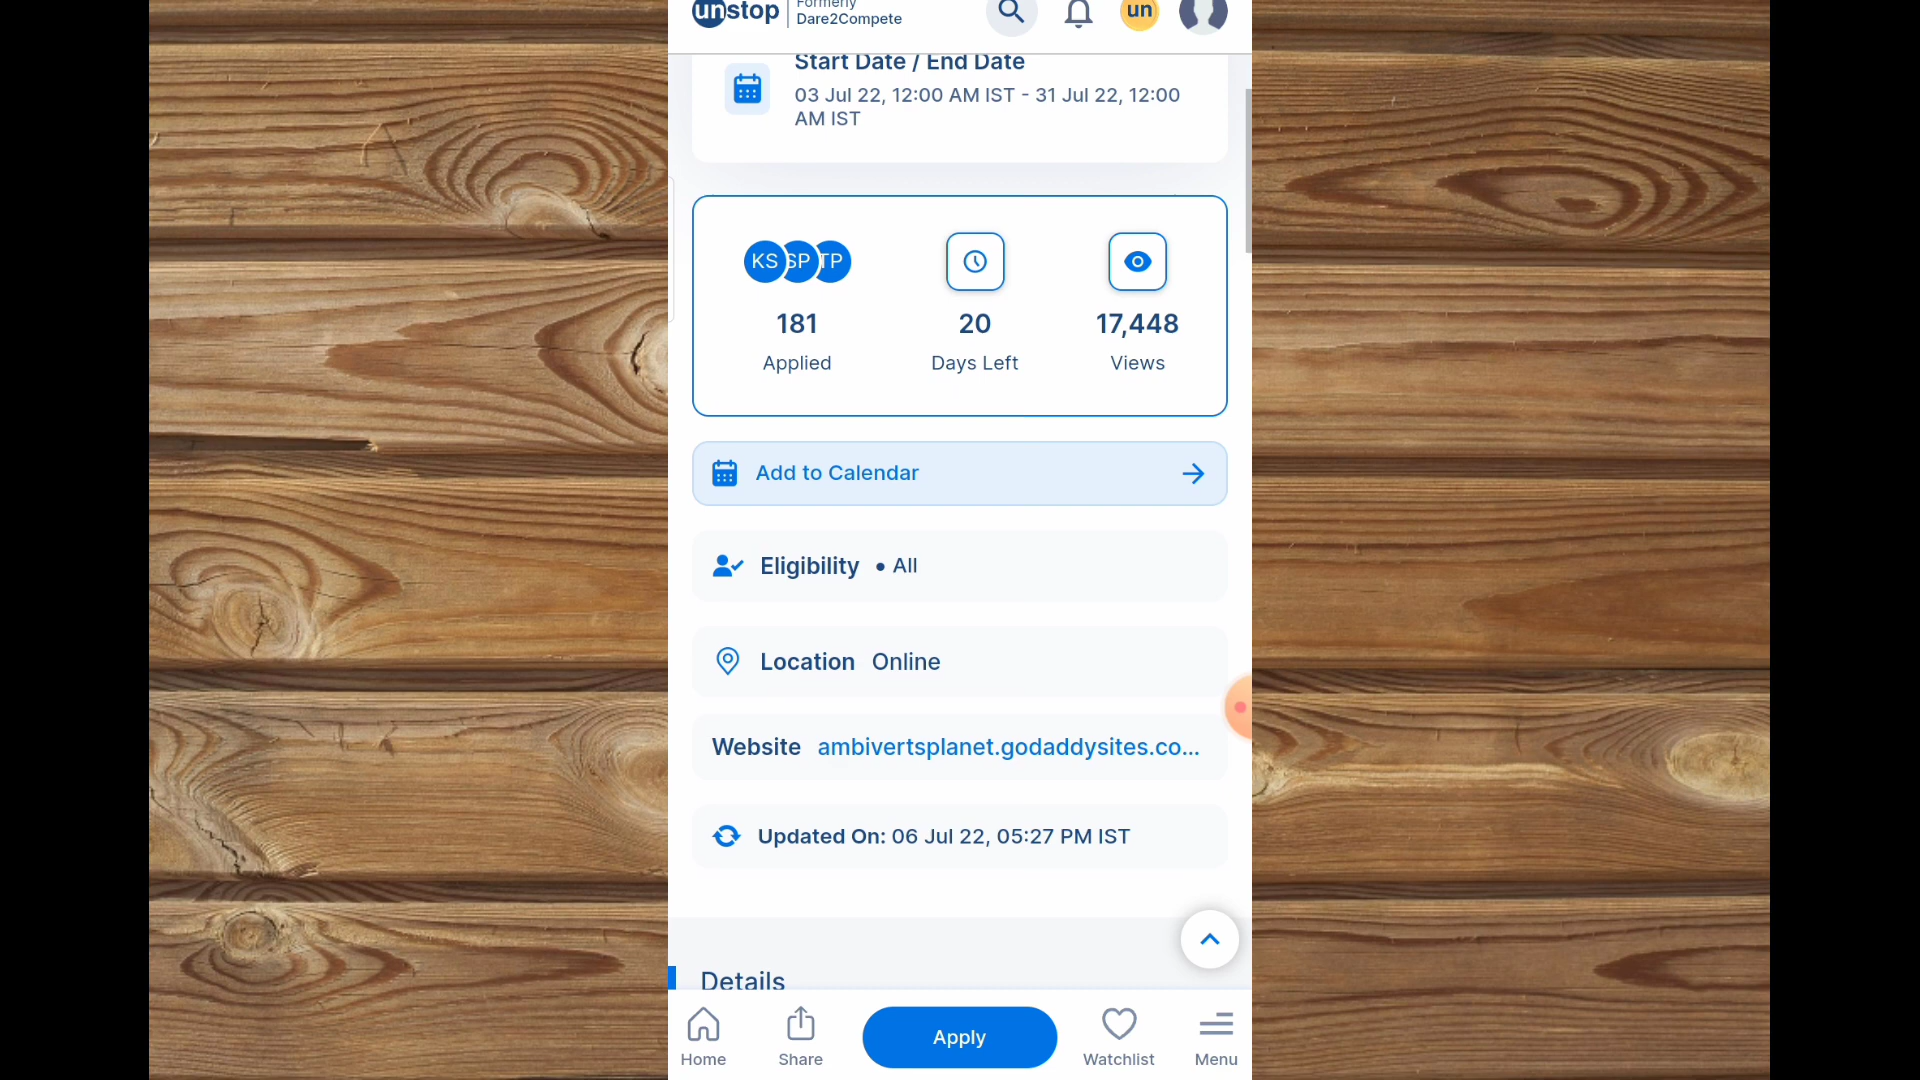 unstop
Formerly
Dare2Compete
un
Start Date / End Date
03 Jul 22, 12:00 AM IST - 31 Jul 22, 12:00
AM IST
KS SP TP
181 20 17,448
Applied Days Left Views
Add to Calendar
Eligibility • All
Location Online
Website ambivertsplanet.godaddysites.co...
Updated On: 06 Jul 22, 05:27 PM IST
Details
Apply
Home Share Watchlist Menu